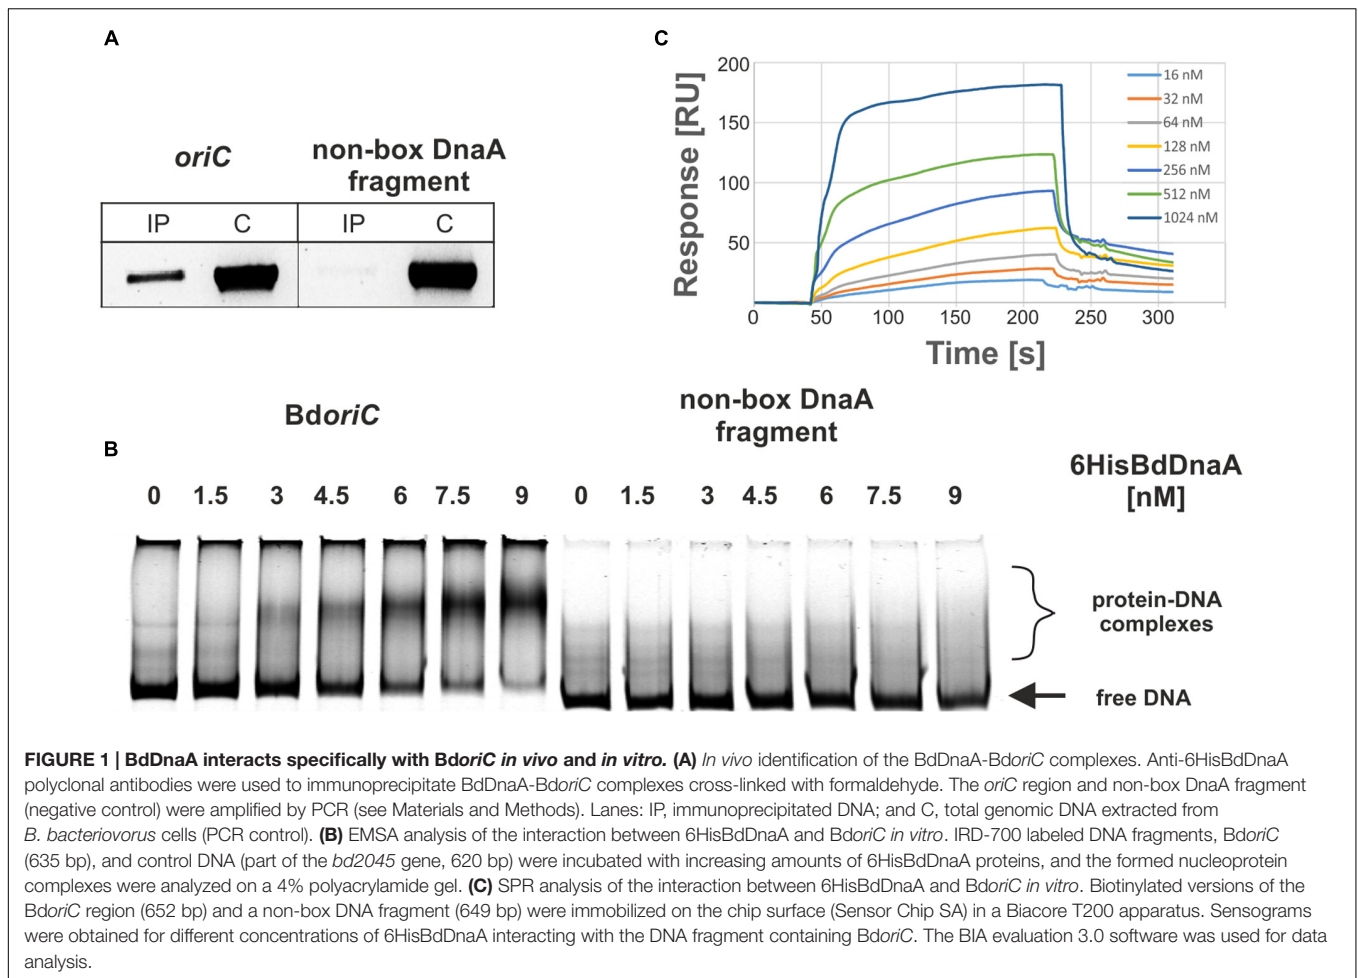 A
oriC
non-box DnaA
fragment
IP C IP C
C
Response [RU]
200
150
100
50
0 50 100 150 200 250 300
Time [s]
16 nM
32 nM
64 nM
128 nM
256 nM
512 nM
1024 nM
BdoriC
non-box DnaA
fragment
B
6HisBdDnaA
[nM]
0 1.5 3 4.5 6 7.5 9 0 1.5 3 4.5 6 7.5 9
protein-DNA
complexes
free DNA
FIGURE 1 | BdDnaA interacts specifically with BdoriC in vivo and in vitro. (A) In vivo identification of the BdDnaA-BdoriC complexes. Anti-6HisBdDnaA
polyclonal antibodies were used to immunoprecipitate BdDnaA-BdoriC complexes cross-linked with formaldehyde. The oriC region and non-box DnaA fragment
(negative control) were amplified by PCR (see Materials and Methods). Lanes: IP, immunoprecipitated DNA; and C, total genomic DNA extracted from
B. bacteriovorus cells (PCR control). (B) EMSA analysis of the interaction between 6HisBdDnaA and BdoriC in vitro. IRD-700 labeled DNA fragments, BdoriC
(635 bp), and control DNA (part of the bd2045 gene, 620 bp) were incubated with increasing amounts of 6HisBdDnaA proteins, and the formed nucleoprotein
complexes were analyzed on a 4% polyacrylamide gel. (C) SPR analysis of the interaction between 6HisBdDnaA and BdoriC in vitro. Biotinylated versions of the
BdoriC region (652 bp) and a non-box DNA fragment (649 bp) were immobilized on the chip surface (Sensor Chip SA) in a Biacore T200 apparatus. Sensograms
were obtained for different concentrations of 6HisBdDnaA interacting with the DNA fragment containing BdoriC. The BIA evaluation 3.0 software was used for data
analysis.